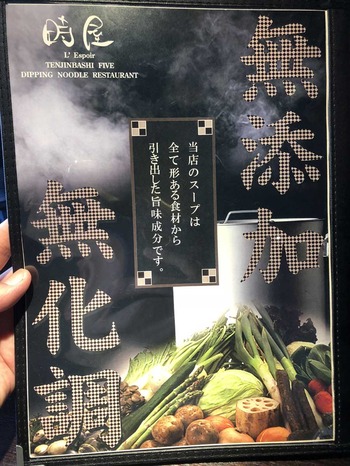 時屋
L' Espoir
TENJINBASHI FIVE
DIPPING NOODLE RESTAURANT
無添加
当店のスープは
全て形ある食材から
引き出した旨味成分です。
無化調